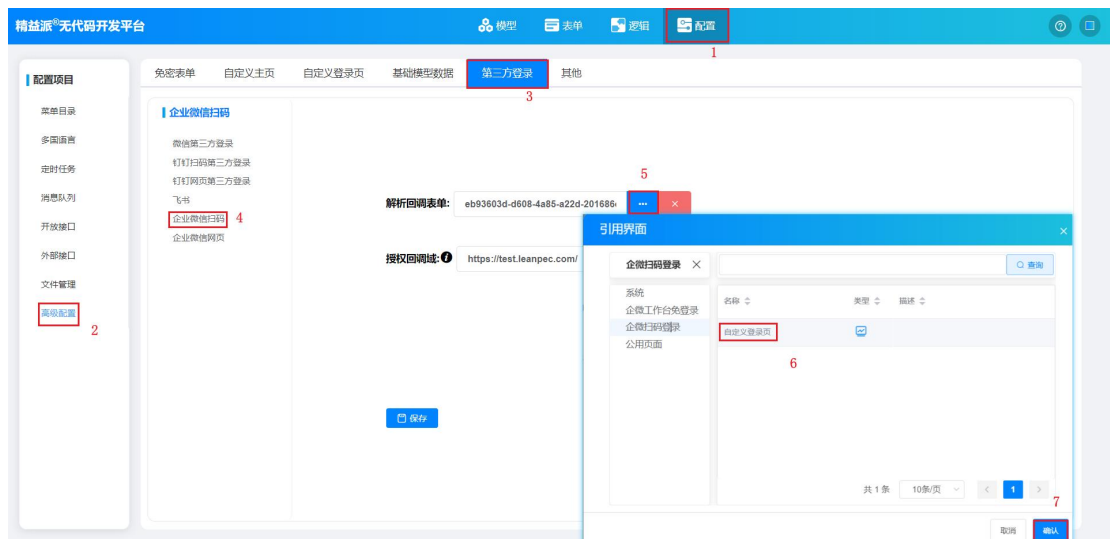 精益派®无代码开发平台
模型
表单
逻辑
配置
1
配置项目
菜单目录
多国语言
定时任务
消息队列
开放接口
外部接口
文件管理
高级配置
2
免密表单
自定义主页
自定义登录页
基础模型数据
第三方登录
其他
3
企业微信扫码
微信第三方登录
钉钉扫码第三方登录
钉钉网页第三方登录
飞书
企业微信扫码
4
企业微信网页
5
解析回调表单:
eb93603d-d608-4a85-a22d-201686
授权回调域:
https://test.leanpec.com/
保存
引用界面
企微扫码登录
查询
系统
企微工作台免登录
企微扫码登录
公用页面
名称
类型
描述
自定义登录页
6
共 1 条
10条/页
1
7
取消
确认